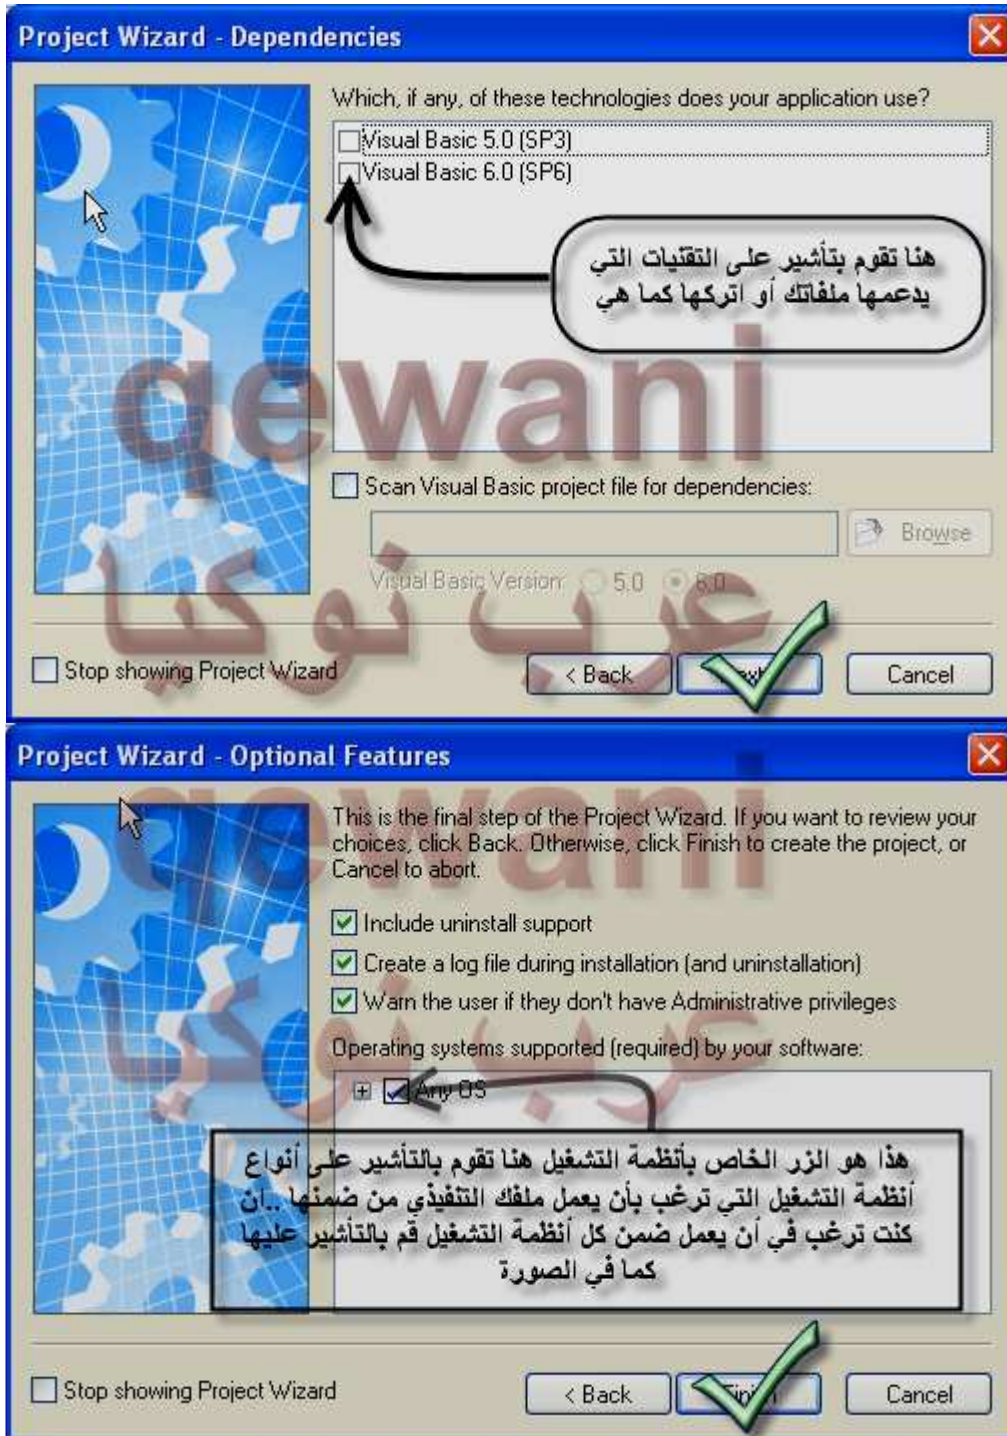 Project Wizard - Dependencies
Which, if any, of these technologies does your application use?
Visual Basic 5.0 (SP3)
Visual Basic 6.0 (SP6)
هنا تقوم بتأشير على التقنيات التي
يدعمها ملفاتك أو اتركها كما هي
qewani
Scan Visual Basic project file for dependencies:
Browse
Visual Basic Version: 5.0 6.0
عرب نوكيا
Stop showing Project Wizard
< Back
Cancel
Project Wizard - Optional Features
qewani
This is the final step of the Project Wizard. If you want to review your
choices, click Back. Otherwise, click Finish to create the project, or
Cancel to abort.
Include uninstall support
Create a log file during installation (and uninstallation)
Warn the user if they don't have Administrative privileges
عرب نوكيا
Operating systems supported (required) by your software:
Any OS
هذا هو الزر الخاص بأنظمة التشغيل هنا تقوم بالتأشير على أنواع
أنظمة التشغيل التي ترغب بأن يعمل ملفك التنفيذي من ضمنها ..ان
كنت ترغب في أن يعمل ضمن كل أنظمة التشغيل قم بالتأشير عليها
كما في الصورة
Stop showing Project Wizard
< Back
Finish
Cancel